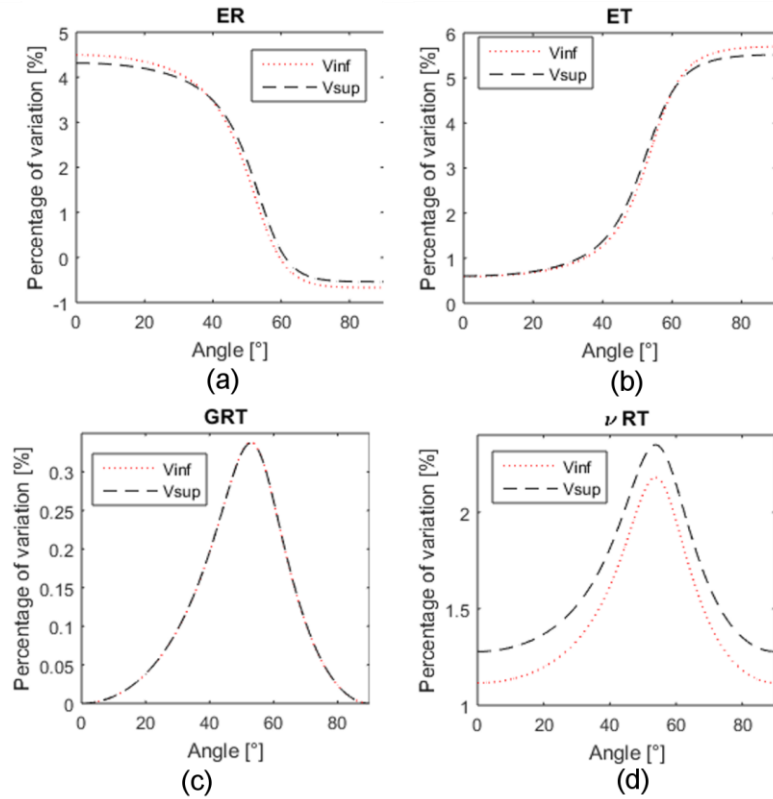 ER
Percentage of variation [%]
5
4
3
2
1
0
-1
Vinf
Vsup
0 20 40 60 80
Angle [°]
(a)
ET
Percentage of variation [%]
6
5
4
3
2
1
0
Vinf
Vsup
0 20 40 60 80
Angle [°]
(b)
GRT
Percentage of variation [%]
0.3
0.25
0.2
0.15
0.1
0.05
0
Vinf
Vsup
0 20 40 60 80
Angle [°]
(c)
ν RT
Percentage of variation [%]
2
1.5
1
Vinf
Vsup
0 20 40 60 80
Angle [°]
(d)